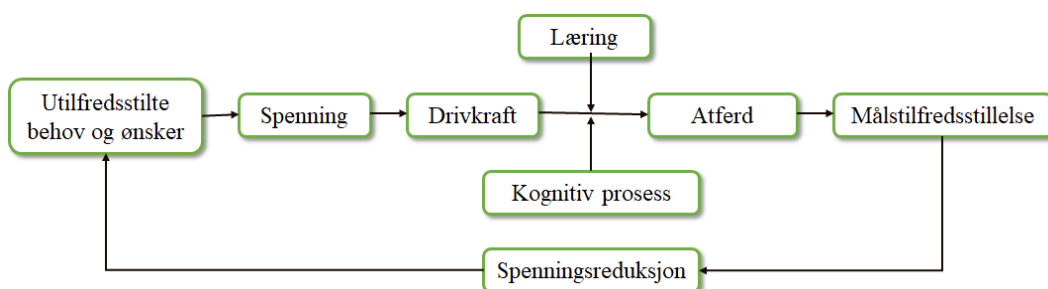 Læring
Utilfredsstilte
behov og ønsker
Spenning
Drivkraft
Atferd
Målstilfredsstillelse
Kognitiv prosess
Spenningsreduksjon